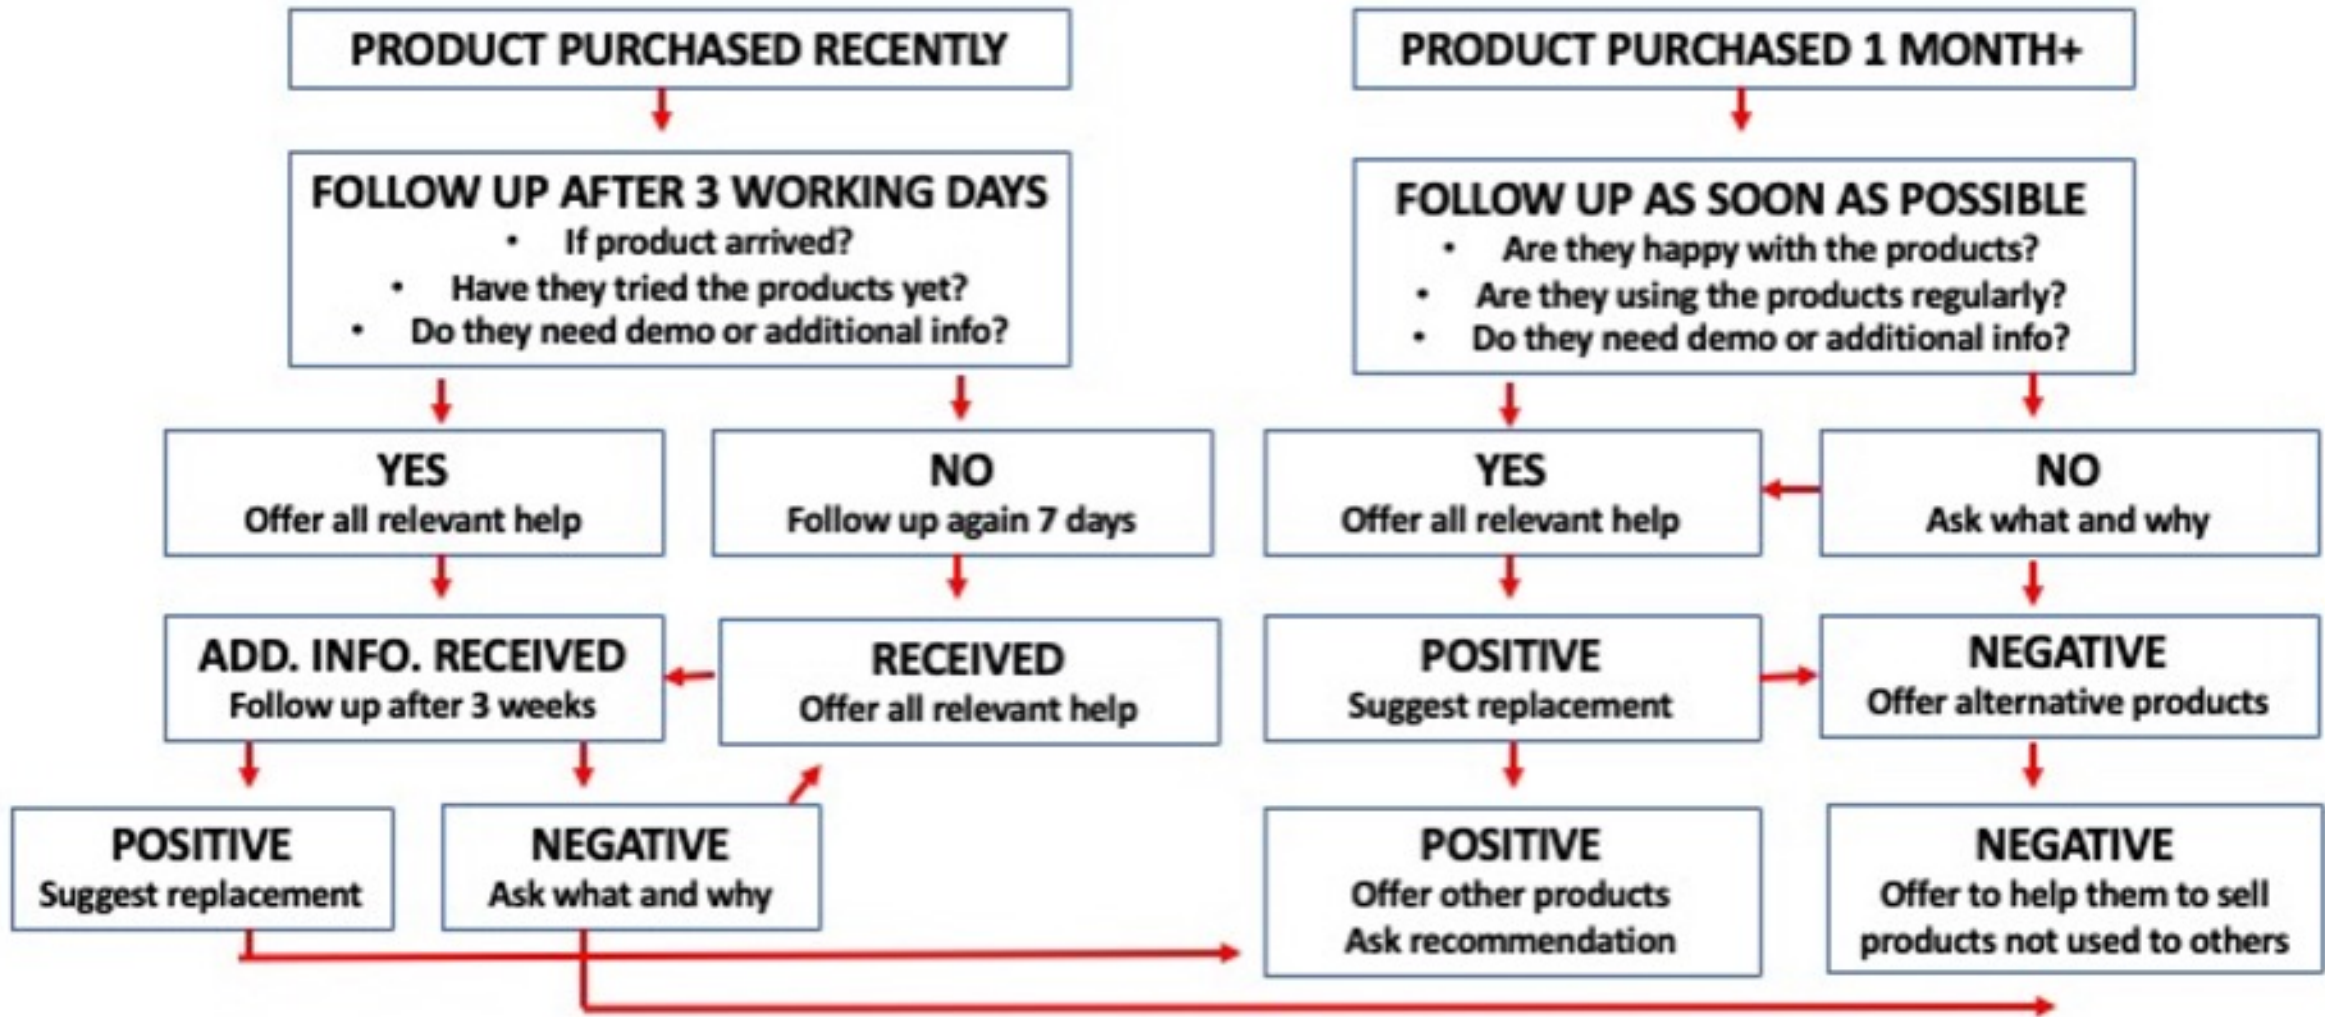 PRODUCT PURCHASED RECENTLY
FOLLOW UP AFTER 3 WORKING DAYS
• If product arrived?
• Have they tried the products yet?
• Do they need demo or additional info?
YES
Offer all relevant help
NO
Follow up again 7 days
ADD. INFO. RECEIVED
Follow up after 3 weeks
RECEIVED
Offer all relevant help
POSITIVE
Suggest replacement
NEGATIVE
Ask what and why
PRODUCT PURCHASED 1 MONTH+
FOLLOW UP AS SOON AS POSSIBLE
• Are they happy with the products?
• Are they using the products regularly?
• Do they need demo or additional info?
YES
Offer all relevant help
NO
Ask what and why
POSITIVE
Suggest replacement
NEGATIVE
Offer alternative products
POSITIVE
Offer other products
Ask recommendation
NEGATIVE
Offer to help them to sell
products not used to others